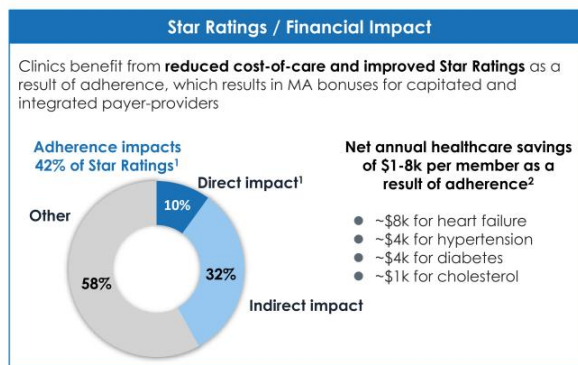 Star Ratings / Financial Impact
Clinics benefit from reduced cost-of-care and improved Star Ratings as a
result of adherence, which results in MA bonuses for capitated and
integrated payer-providers
Adherence impacts
42% of Star Ratings¹
Direct impact¹
10%
Other
58%
32%
Indirect impact
Net annual healthcare savings
of $1-8k per member as a
result of adherence²
● ~$8k for heart failure
● ~$4k for hypertension
● ~$4k for diabetes
● ~$1k for cholesterol